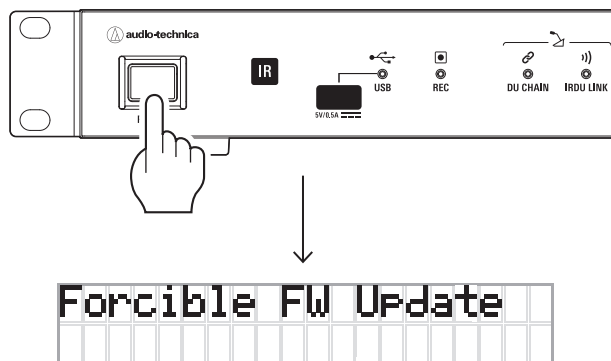 audio-technica
IR
USB
REC
DU CHAIN
IRDU LINK
5V/0.5A
Forcible FW Update